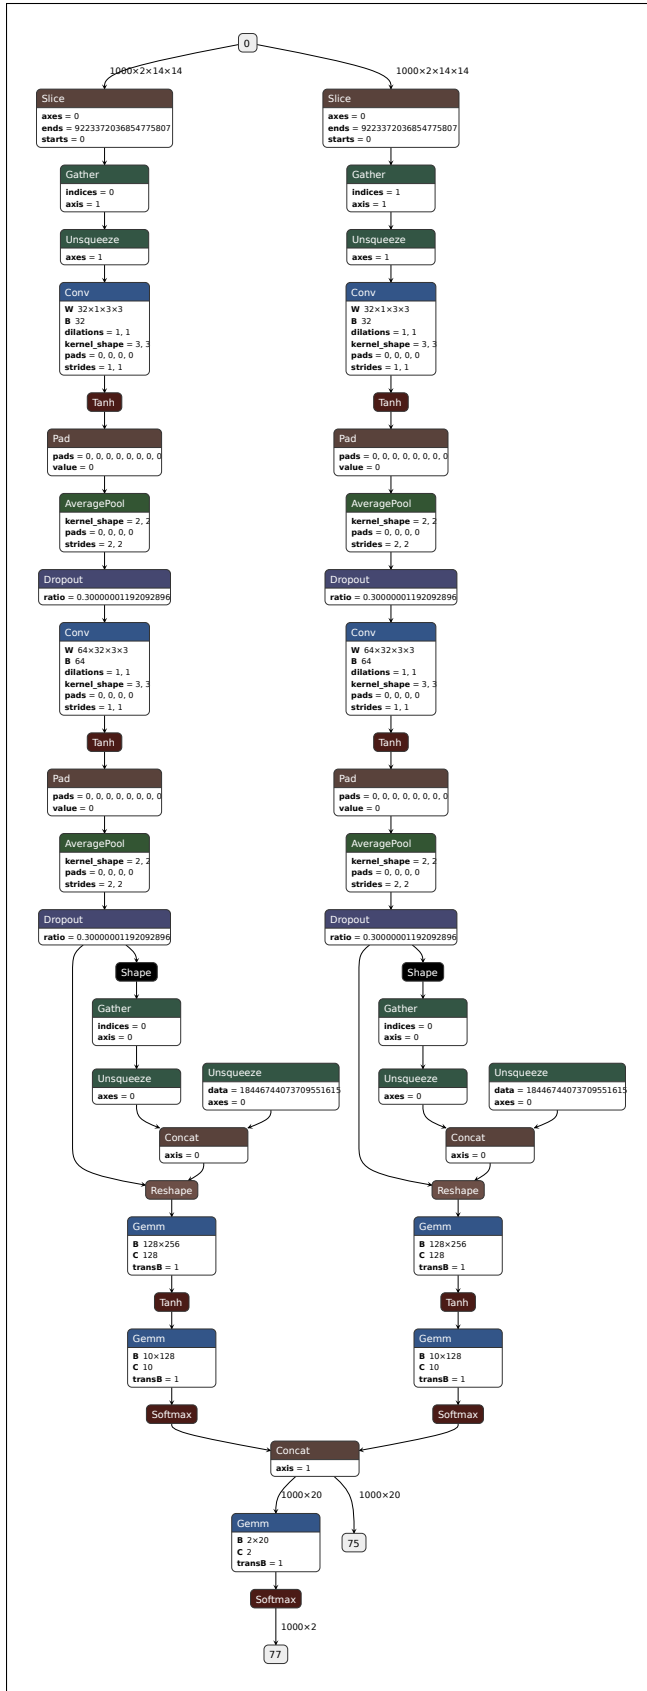 0
1000×2×14×14
1000×2×14×14
Slice
axes = 0
ends = 9223372036854775807
starts = 0
Slice
axes = 0
ends = 9223372036854775807
starts = 0
Gather
indices = 0
axis = 1
Gather
indices = 1
axis = 1
Unsqueeze
axes = 1
Unsqueeze
axes = 1
Conv
W 32×1×3×3
B 32
dilations = 1, 1
kernel_shape = 3, 3
pads = 0, 0, 0, 0
strides = 1, 1
Conv
W 32×1×3×3
B 32
dilations = 1, 1
kernel_shape = 3, 3
pads = 0, 0, 0, 0
strides = 1, 1
Tanh
Tanh
Pad
pads = 0, 0, 0, 0, 0, 0, 0, 0
value = 0
Pad
pads = 0, 0, 0, 0, 0, 0, 0, 0
value = 0
AveragePool
kernel_shape = 2, 2
pads = 0, 0, 0, 0
strides = 2, 2
AveragePool
kernel_shape = 2, 2
pads = 0, 0, 0, 0
strides = 2, 2
Dropout
ratio = 0.30000001192092896
Dropout
ratio = 0.30000001192092896
Conv
W 64×32×3×3
B 64
dilations = 1, 1
kernel_shape = 3, 3
pads = 0, 0, 0, 0
strides = 1, 1
Conv
W 64×32×3×3
B 64
dilations = 1, 1
kernel_shape = 3, 3
pads = 0, 0, 0, 0
strides = 1, 1
Tanh
Tanh
Pad
pads = 0, 0, 0, 0, 0, 0, 0, 0
value = 0
Pad
pads = 0, 0, 0, 0, 0, 0, 0, 0
value = 0
AveragePool
kernel_shape = 2, 2
pads = 0, 0, 0, 0
strides = 2, 2
AveragePool
kernel_shape = 2, 2
pads = 0, 0, 0, 0
strides = 2, 2
Dropout
ratio = 0.30000001192092896
Dropout
ratio = 0.30000001192092896
Shape
Shape
Gather
indices = 0
axis = 0
Gather
indices = 0
axis = 0
Unsqueeze
axes = 0
Unsqueeze
data = 18446744073709551615
axes = 0
Unsqueeze
axes = 0
Unsqueeze
data = 18446744073709551615
axes = 0
Concat
axis = 0
Concat
axis = 0
Reshape
Reshape
Gemm
B 128×256
C 128
transB = 1
Gemm
B 128×256
C 128
transB = 1
Tanh
Tanh
Gemm
B 10×128
C 10
transB = 1
Gemm
B 10×128
C 10
transB = 1
Softmax
Softmax
Concat
axis = 1
1000×20
1000×20
Gemm
B 2×20
C 2
transB = 1
75
Softmax
1000×2
77